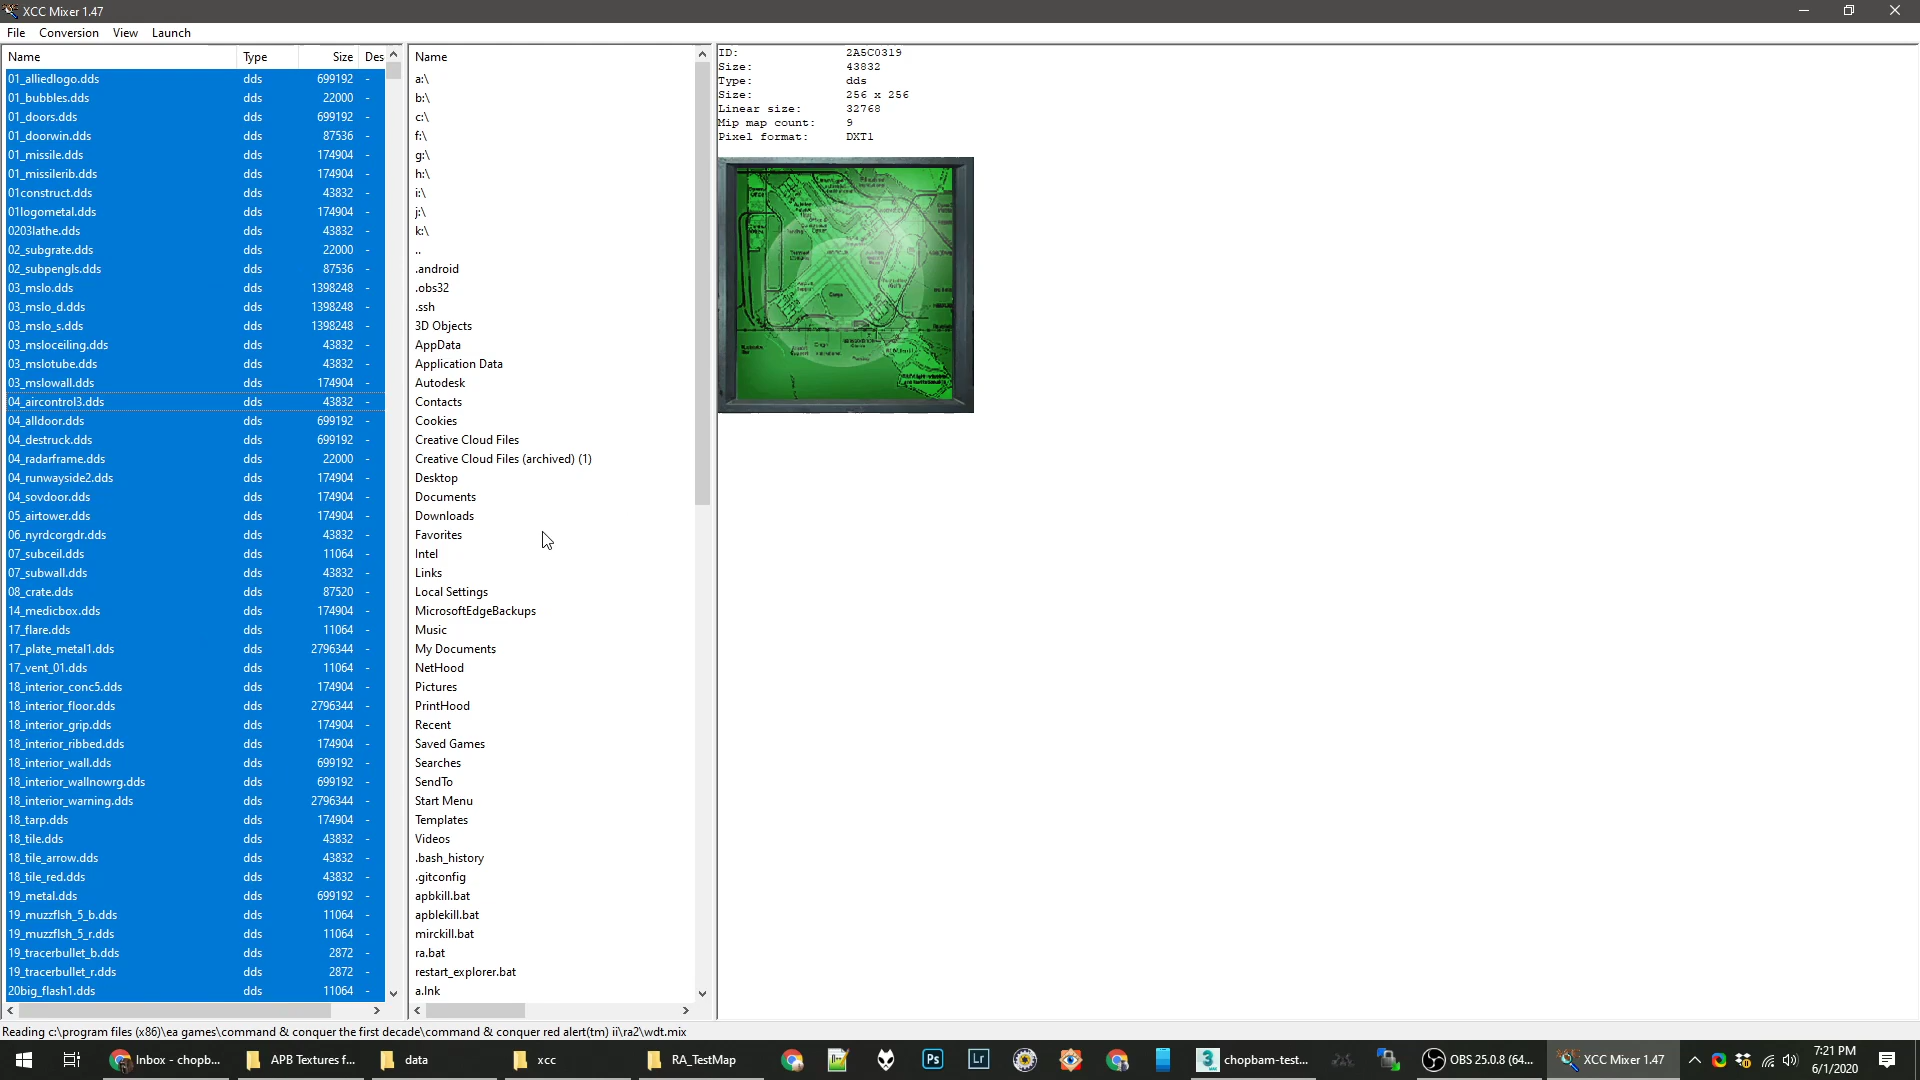 XCC Mixer 1.47
File Conversion View Launch
Name Type Size Des
01_alliedlogo.dds dds 699192 -
01_bubbles.dds dds 22000 -
01_doors.dds dds 699192 -
01_doorwin.dds dds 87536 -
01_missile.dds dds 174904 -
01_missilerib.dds dds 174904 -
01construct.dds dds 43832 -
01logometal.dds dds 174904 -
0203lathe.dds dds 43832 -
02_subgrate.dds dds 22000 -
02_subpengls.dds dds 87536 -
03_mslo.dds dds 1398248 -
03_mslo_d.dds dds 1398248 -
03_mslo_s.dds dds 1398248 -
03_msloceiling.dds dds 43832 -
03_mslotube.dds dds 43832 -
03_mslowall.dds dds 174904 -
04_aircontrol3.dds dds 43832 -
04_alldoor.dds dds 699192 -
04_destruck.dds dds 699192 -
04_radarframe.dds dds 22000 -
04_runwayside2.dds dds 174904 -
04_sovdoor.dds dds 174904 -
05_airtower.dds dds 174904 -
06_nyrdcorgdr.dds dds 43832 -
07_subceil.dds dds 11064 -
07_subwall.dds dds 43832 -
08_crate.dds dds 87520 -
14_medicbox.dds dds 174904 -
17_flare.dds dds 11064 -
17_plate_metal1.dds dds 2796344 -
17_vent_01.dds dds 11064 -
18_interior_conc5.dds dds 174904 -
18_interior_floor.dds dds 2796344 -
18_interior_grip.dds dds 174904 -
18_interior_ribbed.dds dds 174904 -
18_interior_wall.dds dds 699192 -
18_interior_wallnowrg.dds dds 699192 -
18_interior_warning.dds dds 2796344 -
18_tarp.dds dds 174904 -
18_tile.dds dds 43832 -
18_tile_arrow.dds dds 43832 -
18_tile_red.dds dds 43832 -
19_metal.dds dds 699192 -
19_muzzflsh_5_b.dds dds 11064 -
19_muzzflsh_5_r.dds dds 11064 -
19_tracerbullet_b.dds dds 2872 -
19_tracerbullet_r.dds dds 2872 -
20big_flash1.dds dds 11064 -
Name
a:\
b:\
c:\
f:\
g:\
h:\
i:\
j:\
k:\
..
.android
.obs32
.ssh
3D Objects
AppData
Application Data
Autodesk
Contacts
Cookies
Creative Cloud Files
Creative Cloud Files (archived) (1)
Desktop
Documents
Downloads
Favorites
Intel
Links
Local Settings
MicrosoftEdgeBackups
Music
My Documents
NetHood
Pictures
PrintHood
Recent
Saved Games
Searches
SendTo
Start Menu
Templates
Videos
.bash_history
.gitconfig
apbkill.bat
apblekill.bat
mirckill.bat
ra.bat
restart_explorer.bat
a.lnk
ID: 2A5C0319
Size: 43832
Type: dds
Size: 256 x 256
Linear size: 32768
Mip map count: 9
Pixel format: DXT1
Reading c:\program files (x86)\ea games\command & conquer the first decade\command & conquer red alert(tm) ii\ra2\wdt.mix
Inbox - chopb...
APB Textures f...
data
xcc
RA_TestMap
Ps
Lr
chopbam-test...
OBS 25.0.8 (64...
XCC Mixer 1.47
7:21 PM
6/1/2020